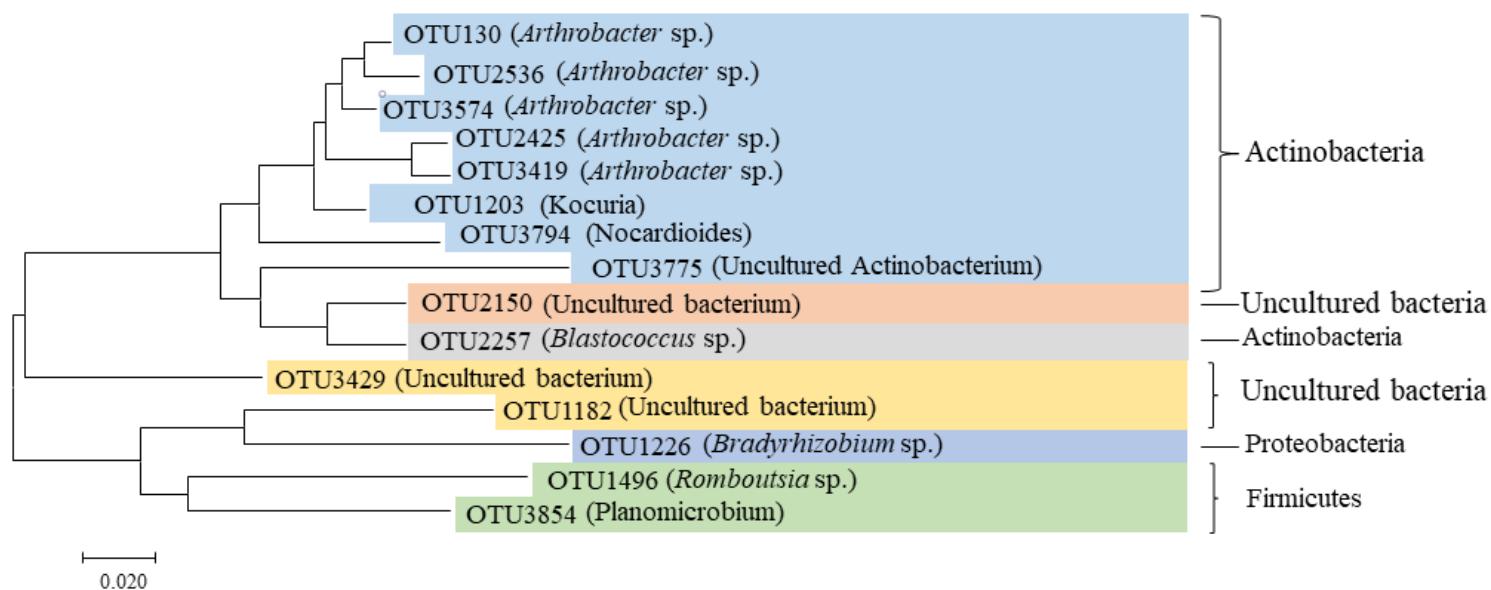 OTU130 (Arthrobacter sp.)
OTU2536 (Arthrobacter sp.)
OTU3574 (Arthrobacter sp.)
OTU2425 (Arthrobacter sp.)
OTU3419 (Arthrobacter sp.)
OTU1203 (Kocuria)
OTU3794 (Nocardioides)
OTU3775 (Uncultured Actinobacterium)
Actinobacteria
OTU2150 (Uncultured bacterium)
Uncultured bacteria
OTU2257 (Blastococcus sp.)
Actinobacteria
OTU3429 (Uncultured bacterium)
OTU1182 (Uncultured bacterium)
Uncultured bacteria
OTU1226 (Bradyrhizobium sp.)
Proteobacteria
OTU1496 (Romboutsia sp.)
OTU3854 (Planomicrobium)
Firmicutes
0.020